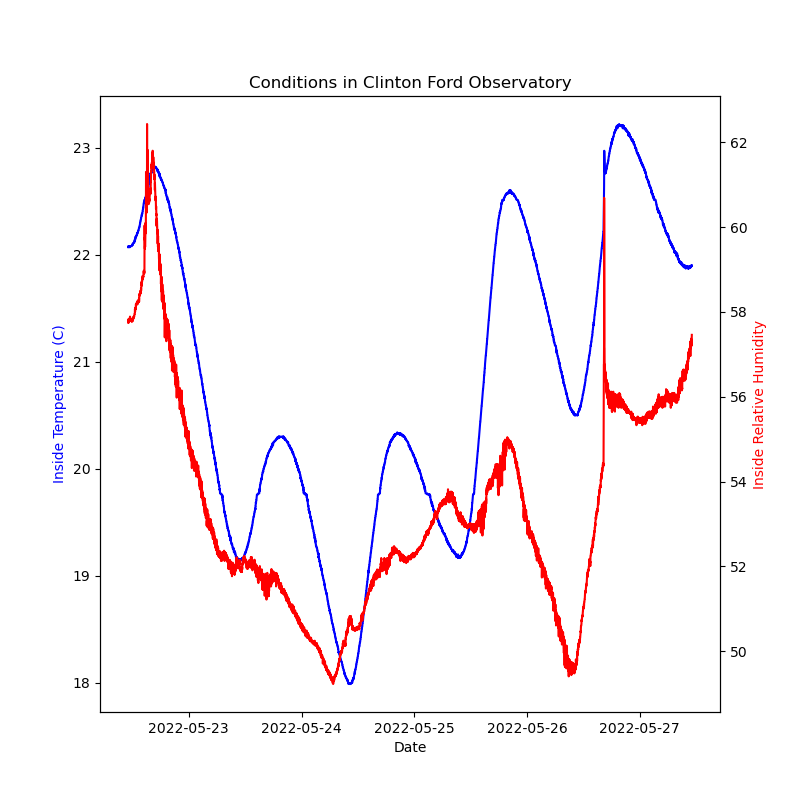 Conditions in Clinton Ford Observatory
Inside Temperature (C)
23
22
21
20
19
18
62
60
58
56
54
52
50
Inside Relative Humidity
2022-05-23 2022-05-24 2022-05-25 2022-05-26 2022-05-27
Date